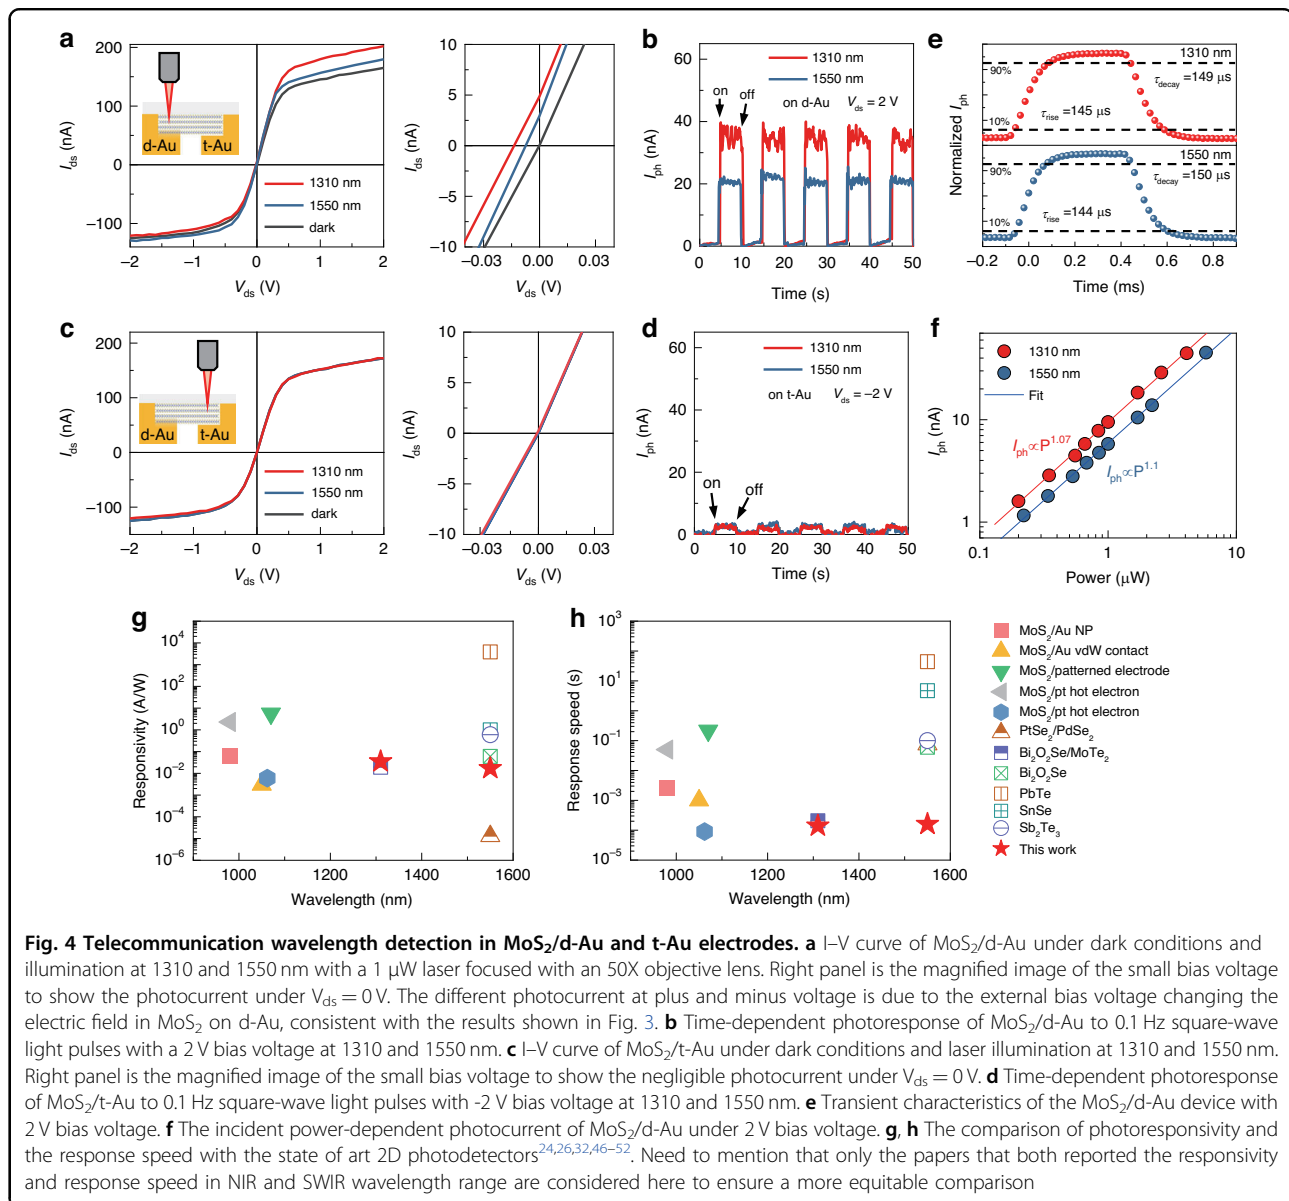 a
200
100
0
−100
I_ds (nA)
d-Au t-Au
1310 nm
1550 nm
dark
−2 −1 0 1 2
V_ds (V)
10
5
0
−5
−10
I_ds (nA)
−0.03 0.00 0.03
V_ds (V)
b
60
40
20
0
I_ph (nA)
1310 nm
1550 nm
on d-Au V_ds = 2 V
on off
0 10 20 30 40 50
Time (s)
e
Normalized I_ph
1310 nm
90%
τ_decay =149 µs
τ_rise =145 µs
10%
1550 nm
90%
τ_decay =150 µs
τ_rise =144 µs
10%
−0.2 0.0 0.2 0.4 0.6 0.8
Time (ms)
c
200
100
0
−100
I_ds (nA)
d-Au t-Au
1310 nm
1550 nm
dark
−2 −1 0 1 2
V_ds (V)
10
5
0
−5
−10
I_ds (nA)
−0.03 0.00 0.03
V_ds (V)
d
60
40
20
0
I_ph (nA)
1310 nm
1550 nm
on t-Au V_ds = −2 V
on off
0 10 20 30 40 50
Time (s)
f
10
1
I_ph (nA)
1310 nm
1550 nm
Fit
I_ph∝P^1.07
I_ph∝P^1.1
0.1 1 10
Power (µW)
g
10⁴
10²
10⁰
10⁻²
10⁻⁴
10⁻⁶
Responsivity (A/W)
1000 1200 1400 1600
Wavelength (nm)
h
10³
10¹
10⁻¹
10⁻³
10⁻⁵
Response speed (s)
1000 1200 1400 1600
Wavelength (nm)
MoS₂/Au NP
MoS₂/Au vdW contact
MoS₂/patterned electrode
MoS₂/pt hot electron
MoS₂/pt hot electron
PtSe₂/PdSe₂
Bi₂O₂Se/MoTe₂
Bi₂O₂Se
PbTe
SnSe
Sb₂Te₃
This work
Fig. 4 Telecommunication wavelength detection in MoS₂/d-Au and t-Au electrodes. a I–V curve of MoS₂/d-Au under dark conditions and
illumination at 1310 and 1550 nm with a 1 µW laser focused with an 50X objective lens. Right panel is the magnified image of the small bias voltage
to show the photocurrent under V_ds = 0 V. The different photocurrent at plus and minus voltage is due to the external bias voltage changing the
electric field in MoS₂ on d-Au, consistent with the results shown in Fig. 3. b Time-dependent photoresponse of MoS₂/d-Au to 0.1 Hz square-wave
light pulses with a 2 V bias voltage at 1310 and 1550 nm. c I–V curve of MoS₂/t-Au under dark conditions and laser illumination at 1310 and 1550 nm.
Right panel is the magnified image of the small bias voltage to show the negligible photocurrent under V_ds = 0 V. d Time-dependent photoresponse
of MoS₂/t-Au to 0.1 Hz square-wave light pulses with -2 V bias voltage at 1310 and 1550 nm. e Transient characteristics of the MoS₂/d-Au device with
2 V bias voltage. f The incident power-dependent photocurrent of MoS₂/d-Au under 2 V bias voltage. g, h The comparison of photoresponsivity and
the response speed with the state of art 2D photodetectors²⁴,²⁶,³²,⁴⁶⁻⁵². Need to mention that only the papers that both reported the responsivity
and response speed in NIR and SWIR wavelength range are considered here to ensure a more equitable comparison